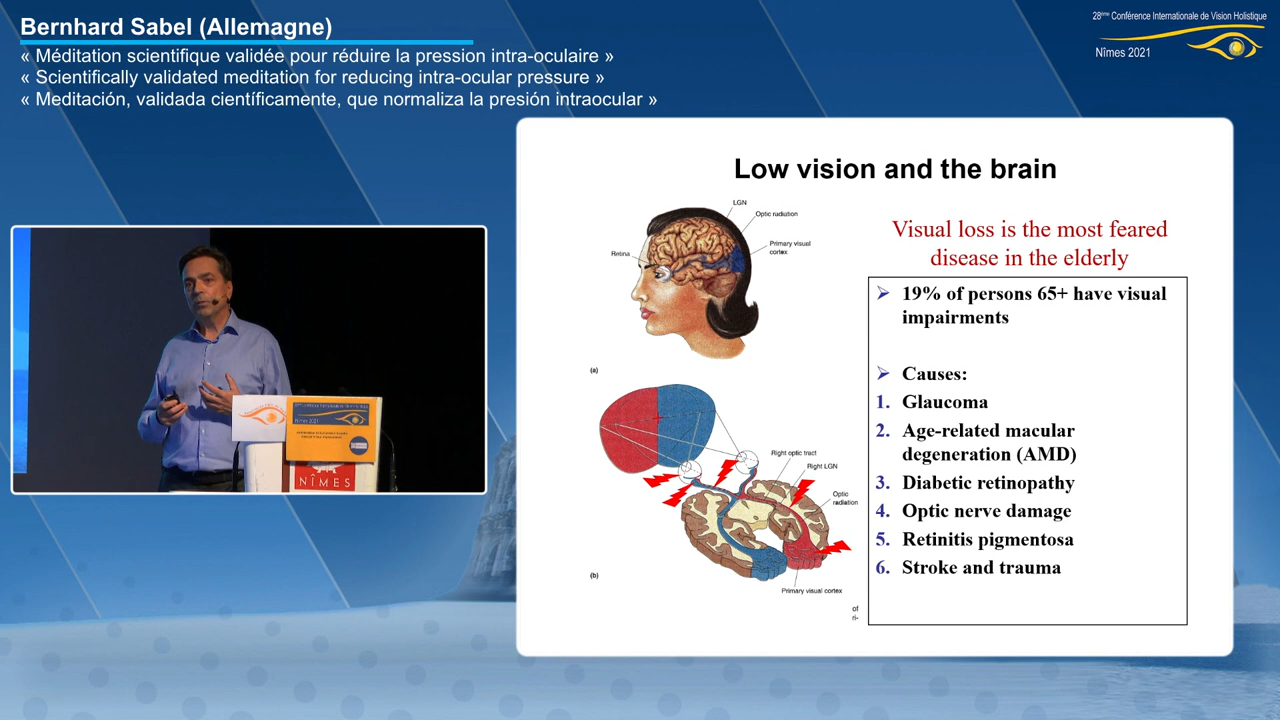 Bernhard Sabel (Allemagne)
« Méditation scientifique validée pour réduire la pression intra-oculaire »
« Scientifically validated meditation for reducing intra-ocular pressure »
« Meditación, validada científicamente, que normaliza la presión intraocular »
28ème Conférence Internationale de Vision Holistique
Nîmes 2021
Low vision and the brain
LGN
Optic rudiation
Primary visual
cortex
Retina
(a)
Right optic tract
Right LGN
Optic
radiation
(b)
Primary visual cortex
of
ri-
Visual loss is the most feared
disease in the elderly
19% of persons 65+ have visual
impairments
Causes:
1. Glaucoma
2. Age-related macular
degeneration (AMD)
3. Diabetic retinopathy
4. Optic nerve damage
5. Retinitis pigmentosa
6. Stroke and trauma
Nîmes 2021
NÎMES